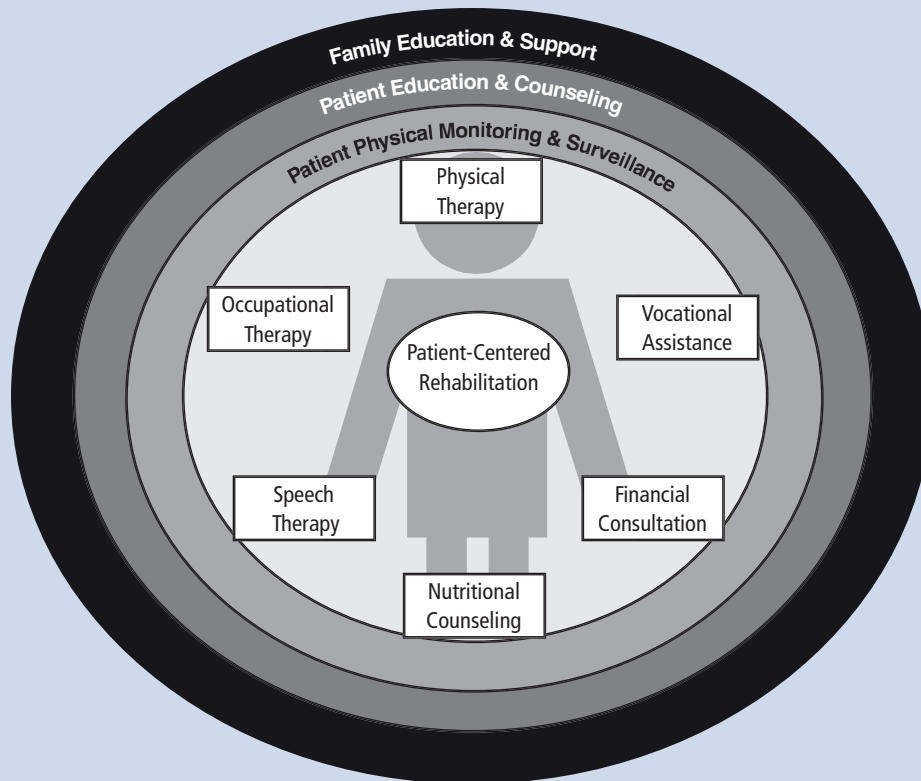 Family Education & Support
Patient Education & Counseling
Patient Physical Monitoring & Surveillance
Physical
Therapy
Occupational
Therapy
Vocational
Assistance
Patient-Centered
Rehabilitation
Speech
Therapy
Financial
Consultation
Nutritional
Counseling